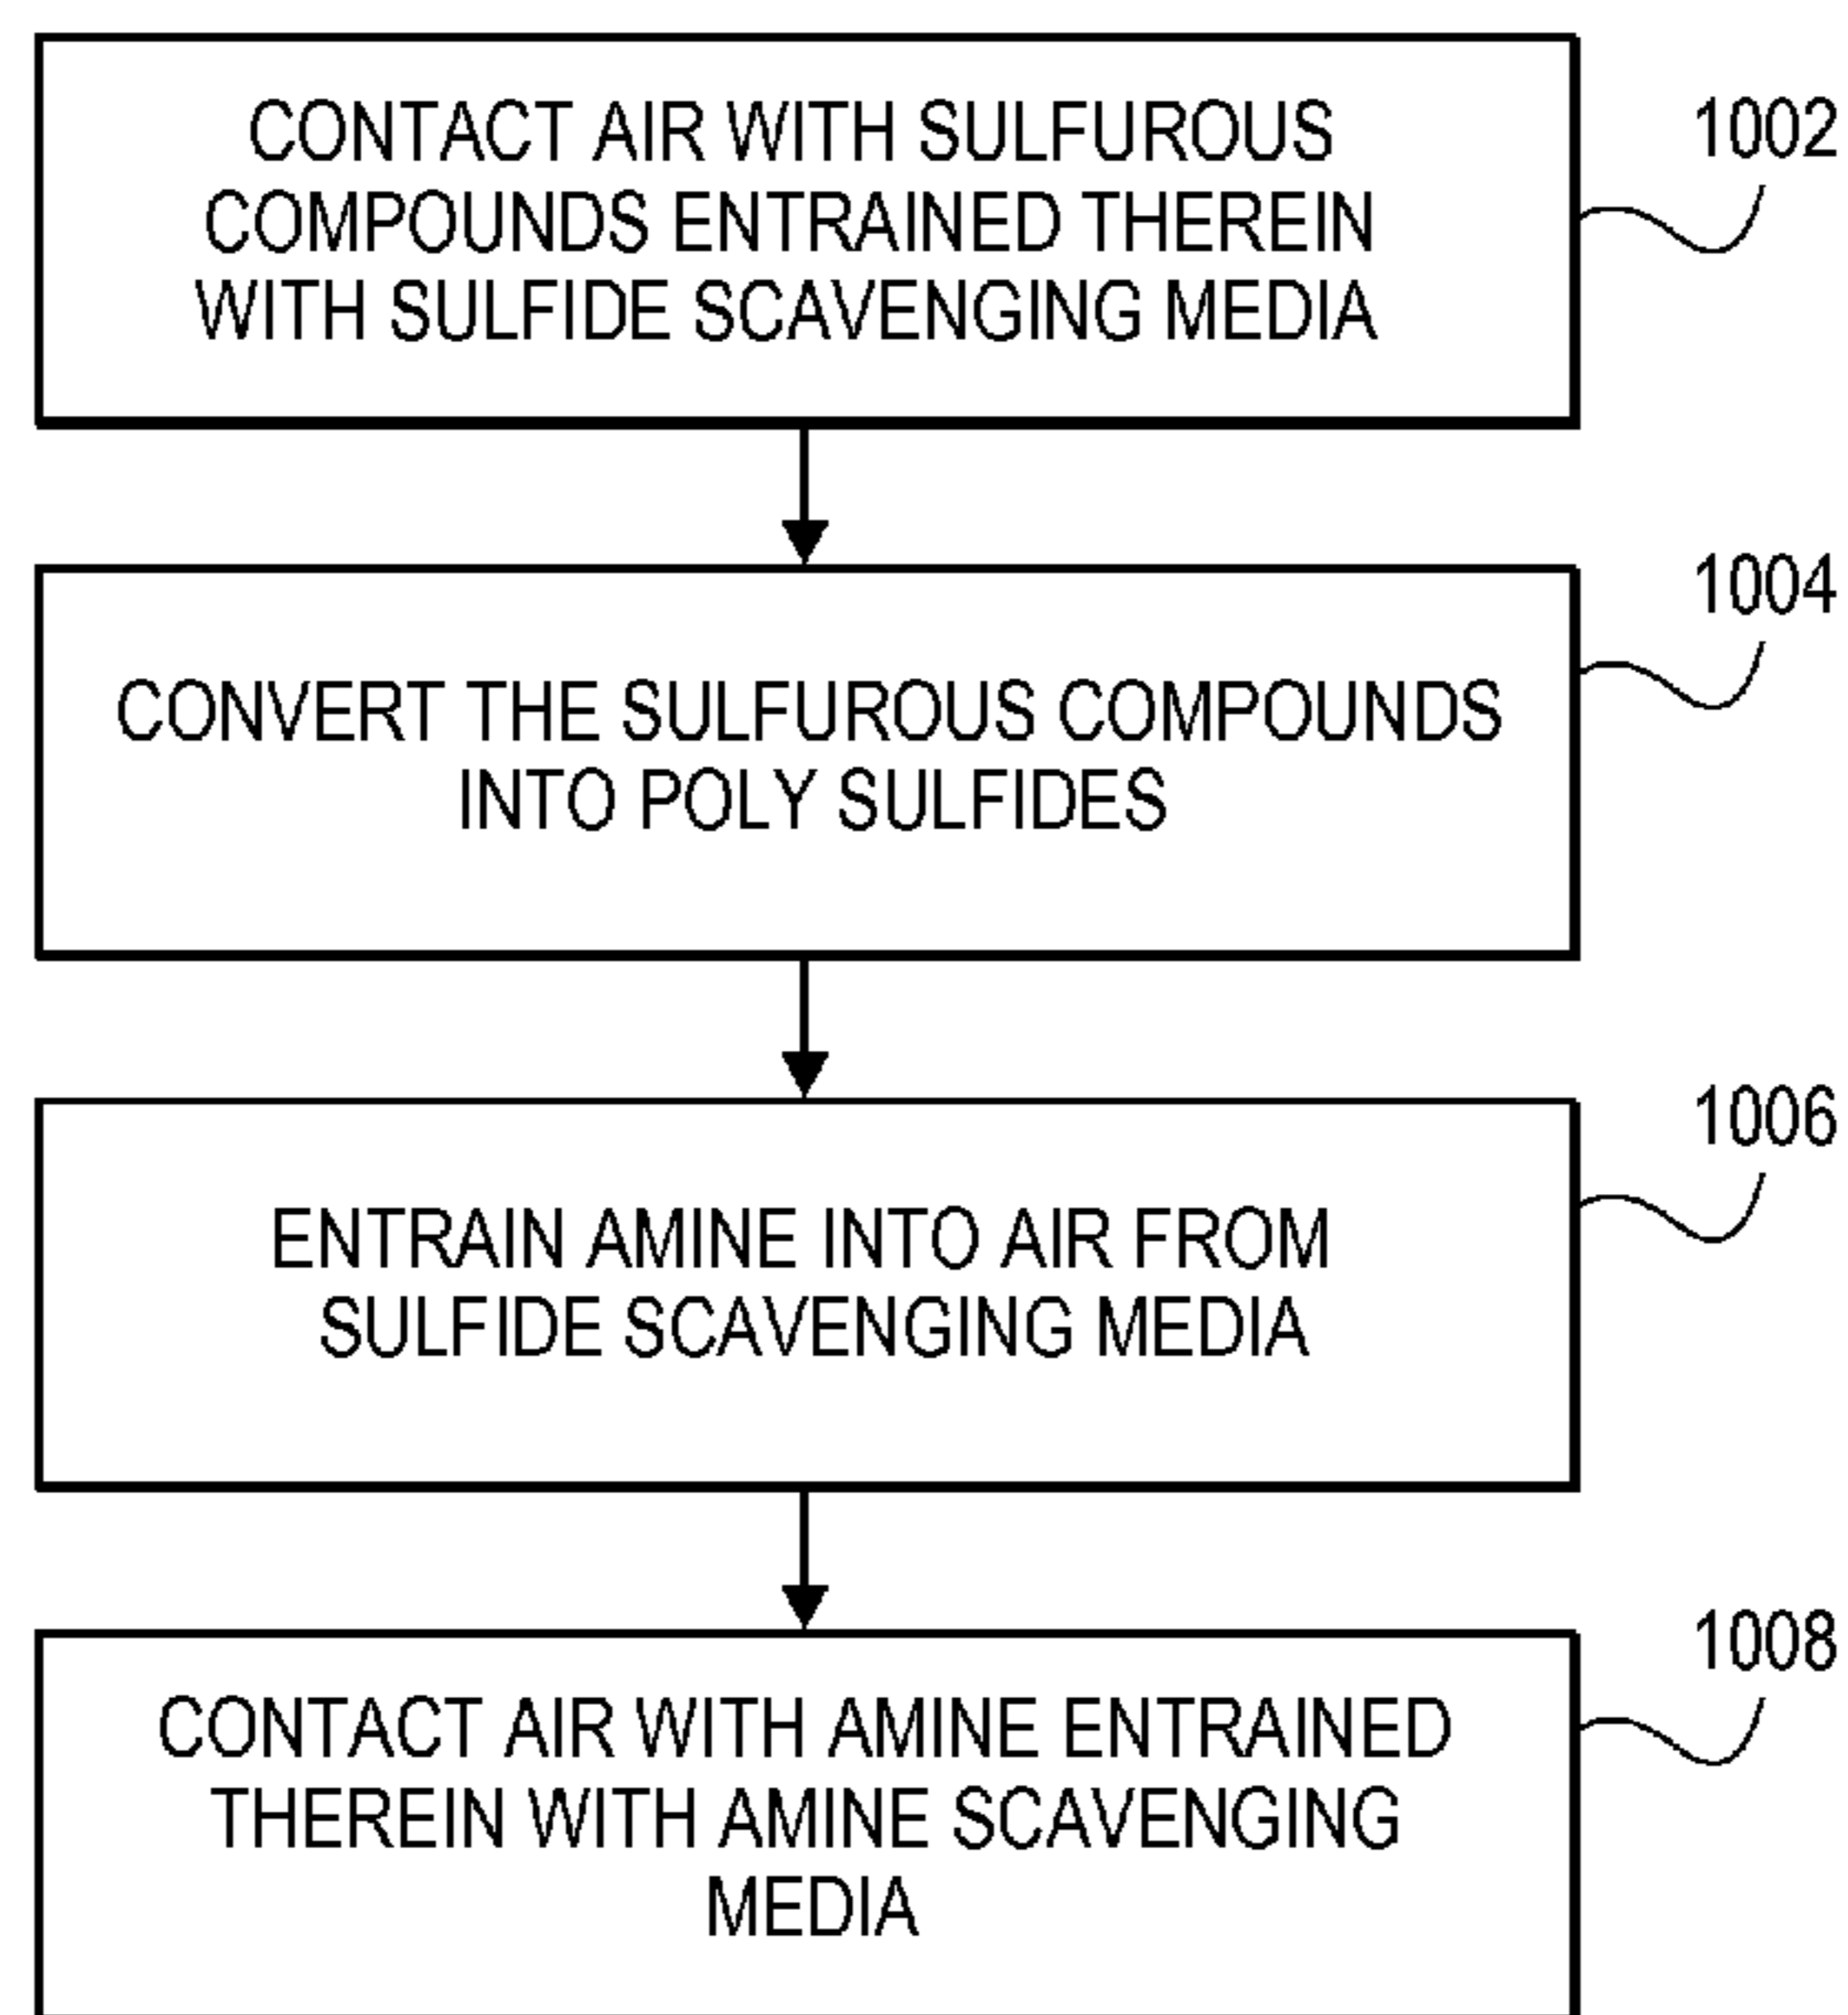 CONTACT AIR WITH SULFUROUS
COMPOUNDS ENTRAINED THEREIN
WITH SULFIDE SCAVENGING MEDIA
1002
CONVERT THE SULFUROUS COMPOUNDS
INTO POLY SULFIDES
1004
ENTRAIN AMINE INTO AIR FROM
SULFIDE SCAVENGING MEDIA
1006
CONTACT AIR WITH AMINE ENTRAINED
THEREIN WITH AMINE SCAVENGING
MEDIA
1008